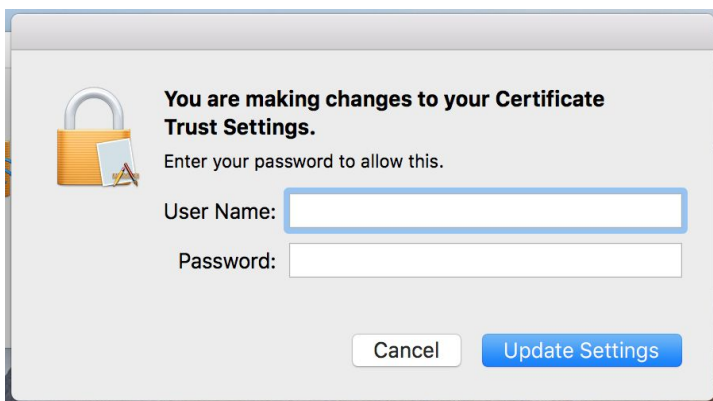 You are making changes to your Certificate
Trust Settings.
Enter your password to allow this.
User Name:
Password:
Cancel
Update Settings